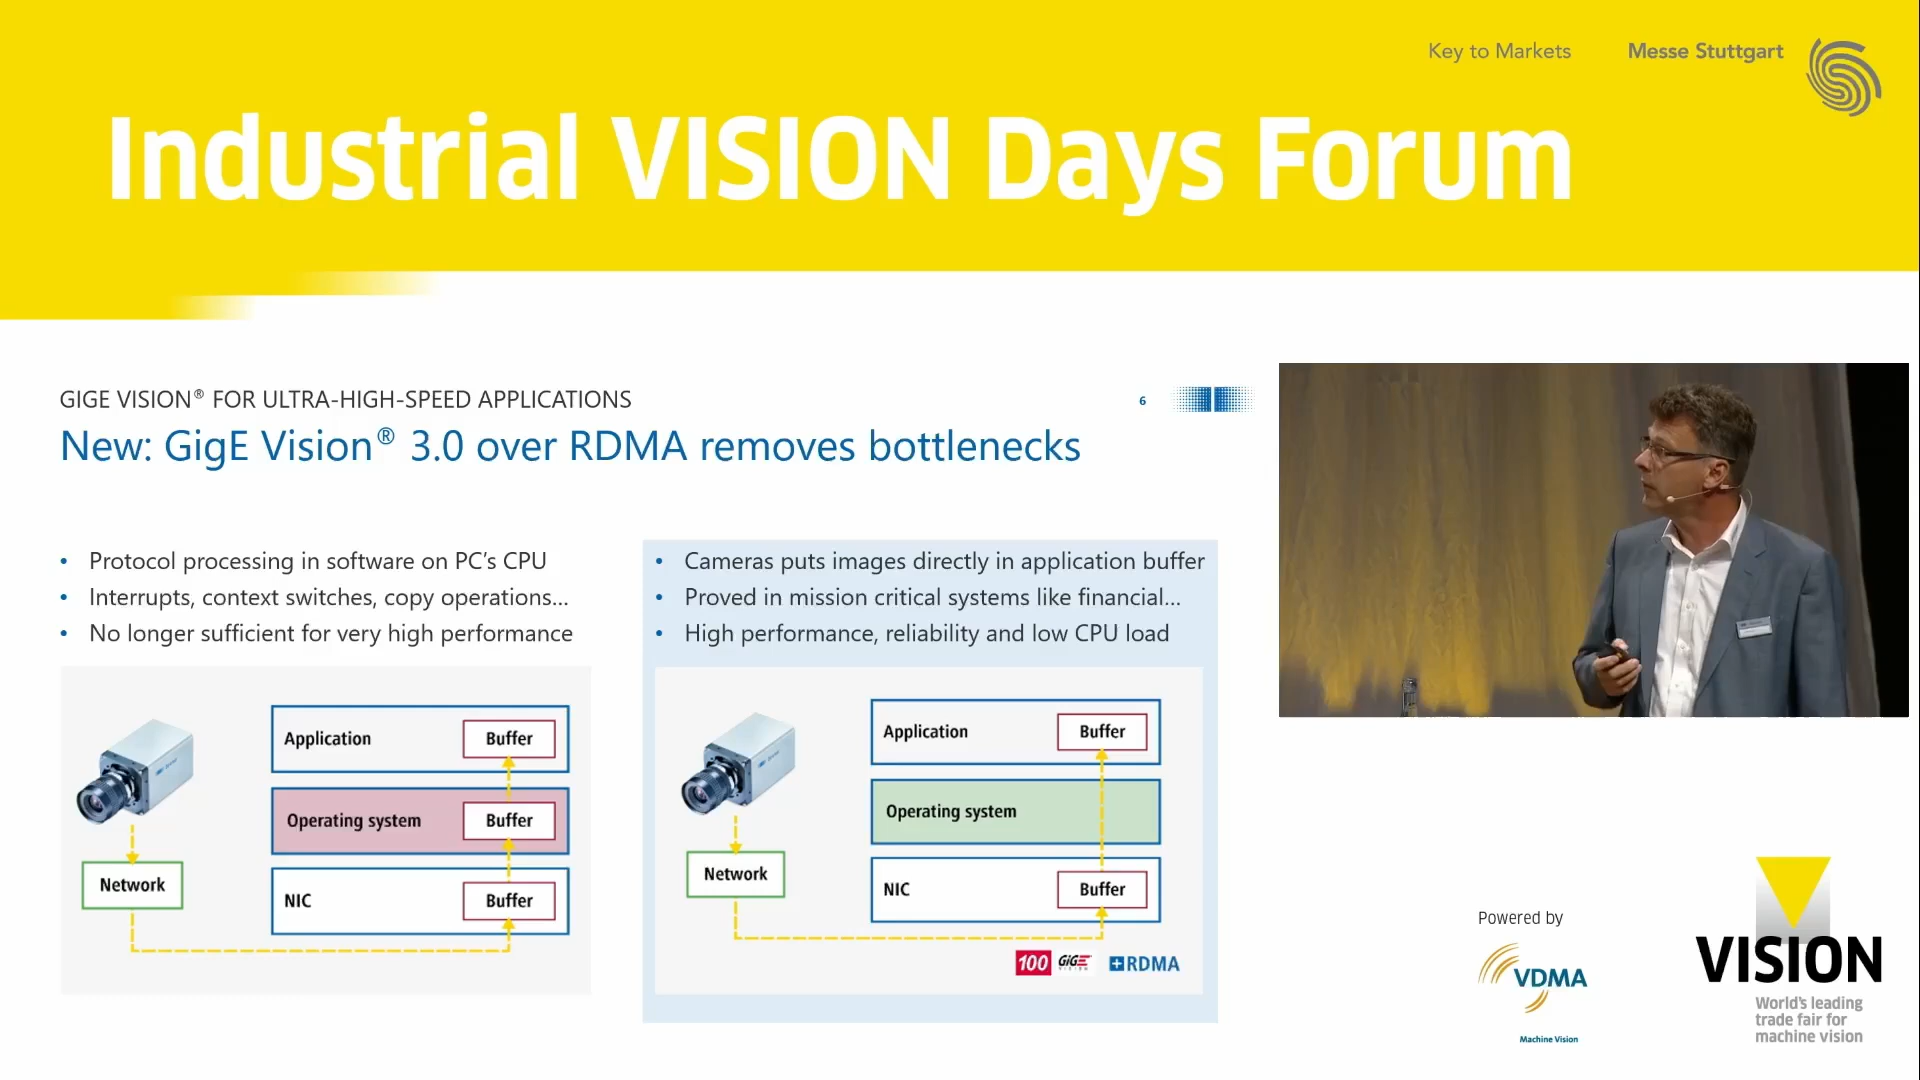 Key to Markets Messe Stuttgart
Industrial VISION Days Forum
GIGE VISION® FOR ULTRA-HIGH-SPEED APPLICATIONS
6
New: GigE Vision® 3.0 over RDMA removes bottlenecks
• Protocol processing in software on PC’s CPU
• Interrupts, context switches, copy operations...
• No longer sufficient for very high performance
Application
Buffer
Operating system
Buffer
NIC
Buffer
Network
• Cameras puts images directly in application buffer
• Proved in mission critical systems like financial...
• High performance, reliability and low CPU load
Application
Buffer
Operating system
NIC
Buffer
Network
100 GIGE VISION +RDMA
Powered by
VDMA
Machine Vision
VISION
World's leading
trade fair for
machine vision